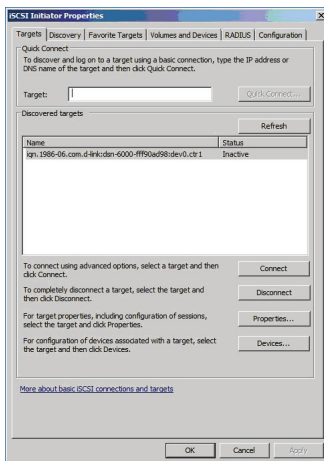 iSCSI Initiator Properties
Targets Discovery Favorite Targets Volumes and Devices RADIUS Configuration
Quick Connect
To discover and log on to a target using a basic connection, type the IP address or
DNS name of the target and then click Quick Connect.
Target: Quick Connect...
Discovered targets
Refresh
Name Status
iqn.1986-06.com.d-link:dsn-6000-fff90ad98:dev0.ctr1 Inactive
To connect using advanced options, select a target and then
click Connect.
Connect
To completely disconnect a target, select the target and
then click Disconnect.
Disconnect
For target properties, including configuration of sessions,
select the target and click Properties.
Properties...
For configuration of devices associated with a target, select
the target and then click Devices.
Devices...
More about basic iSCSI connections and targets
OK Cancel Apply